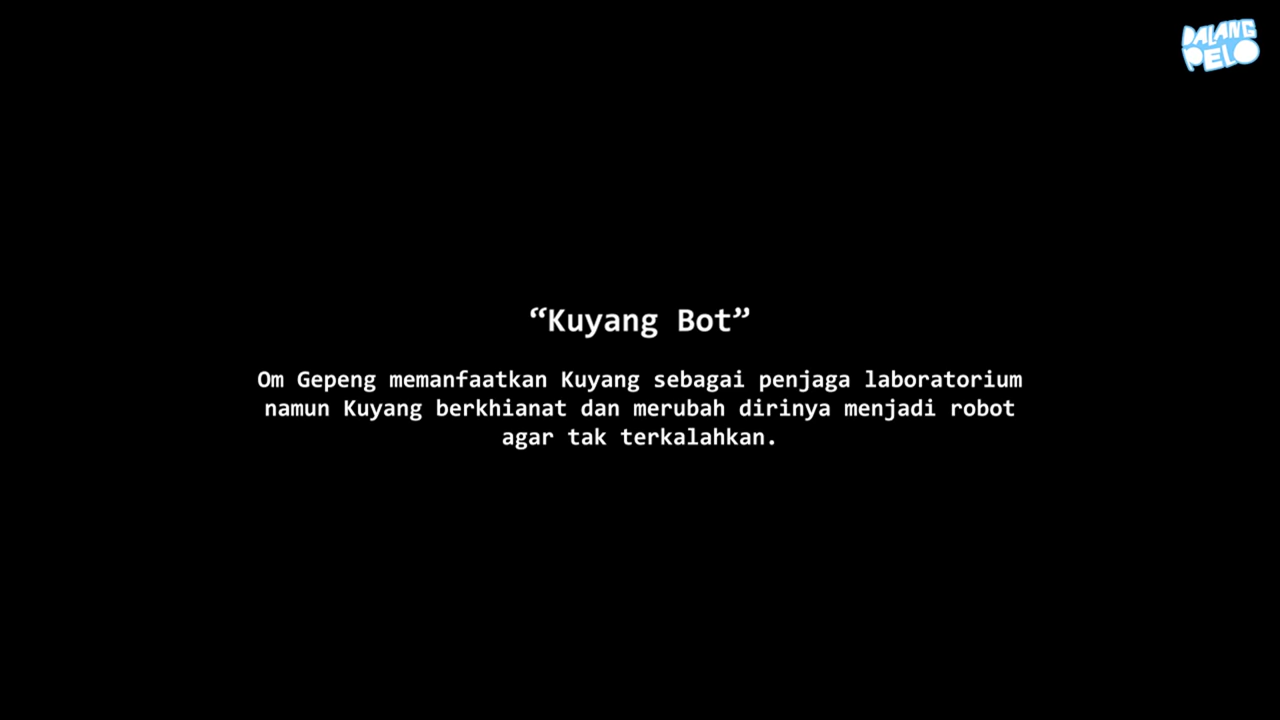 DALANG
PELO
“Kuyang Bot”
Om Gepeng memanfaatkan Kuyang sebagai penjaga laboratorium
namun Kuyang berkhianat dan merubah dirinya menjadi robot
agar tak terkalahkan.